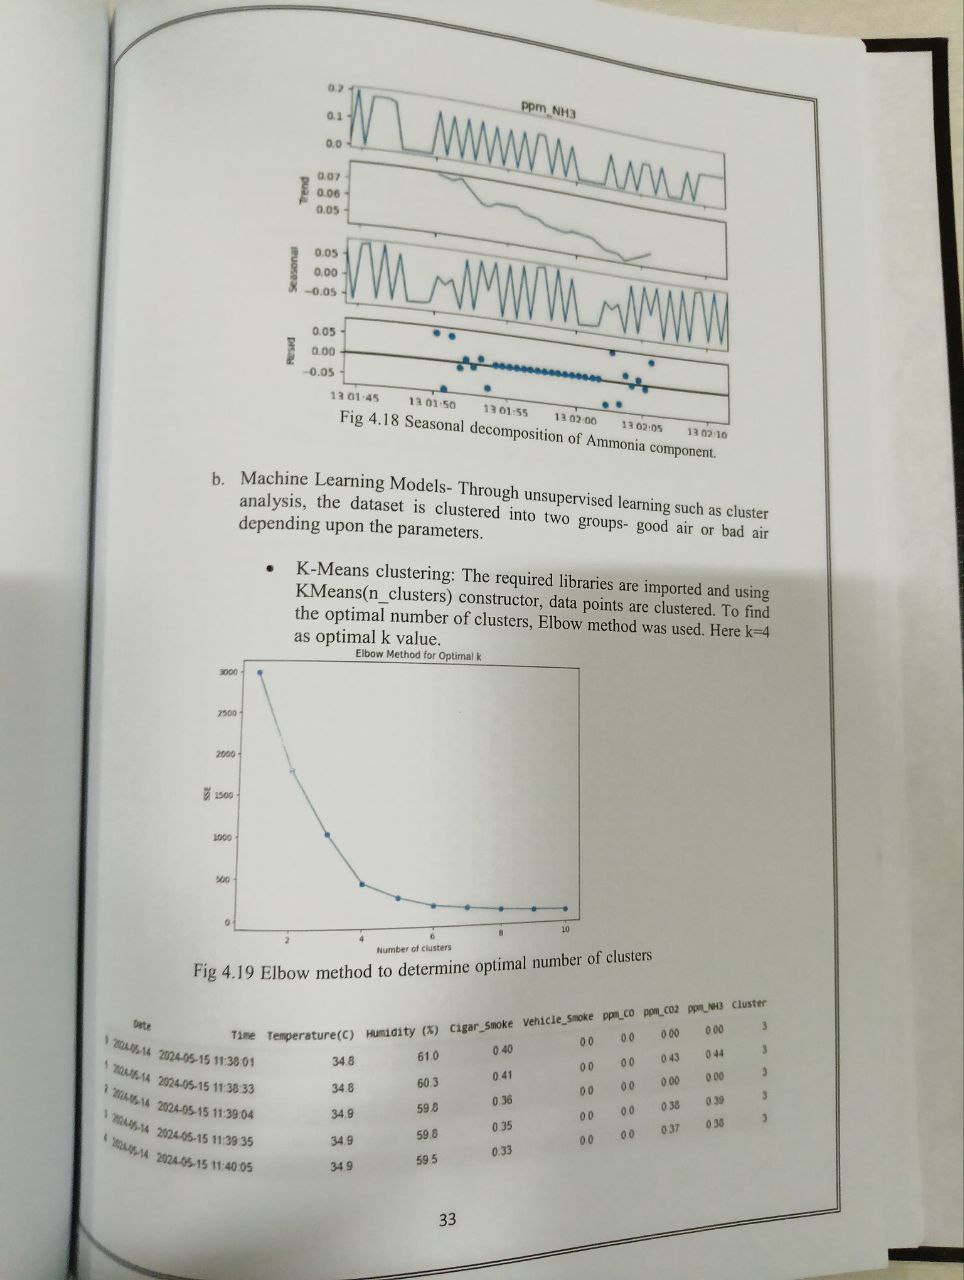 ppm_NH3
0.2
0.1
0.0
Trend
0.07
0.06
0.05
Seasonal
0.05
0.00
−0.05
Resid
0.05
0.00
−0.05
13 01:45 13 01:50 13 01:55 13 02:00 13 02:05 13 02:10
Fig 4.18 Seasonal decomposition of Ammonia component.
b. Machine Learning Models- Through unsupervised learning such as cluster
analysis, the dataset is clustered into two groups- good air or bad air
depending upon the parameters.
• K-Means clustering: The required libraries are imported and using
KMeans(n_clusters) constructor, data points are clustered. To find
the optimal number of clusters, Elbow method was used. Here k=4
as optimal k value.
Elbow Method for Optimal k
3000
2500
2000
SSE
1500
1000
500
0
2 4 6 8 10
Number of clusters
Fig 4.19 Elbow method to determine optimal number of clusters
Date Time Temperature(C) Humidity (%) Cigar_Smoke Vehicle_Smoke ppm_CO ppm_CO2 ppm_NH3 Cluster
0 2024-05-14 2024-05-15 11:38:01 34.8 61.0 0.40 0.0 0.0 0.00 0.00 3
1 2024-05-14 2024-05-15 11:38:33 34.8 60.3 0.41 0.0 0.0 0.43 0.44 3
2 2024-05-14 2024-05-15 11:39:04 34.9 59.8 0.36 0.0 0.0 0.00 0.00 3
3 2024-05-14 2024-05-15 11:39:35 34.9 59.8 0.35 0.0 0.0 0.38 0.39 3
4 2024-05-14 2024-05-15 11:40:05 34.9 59.5 0.33 0.0 0.0 0.37 0.38 3
33